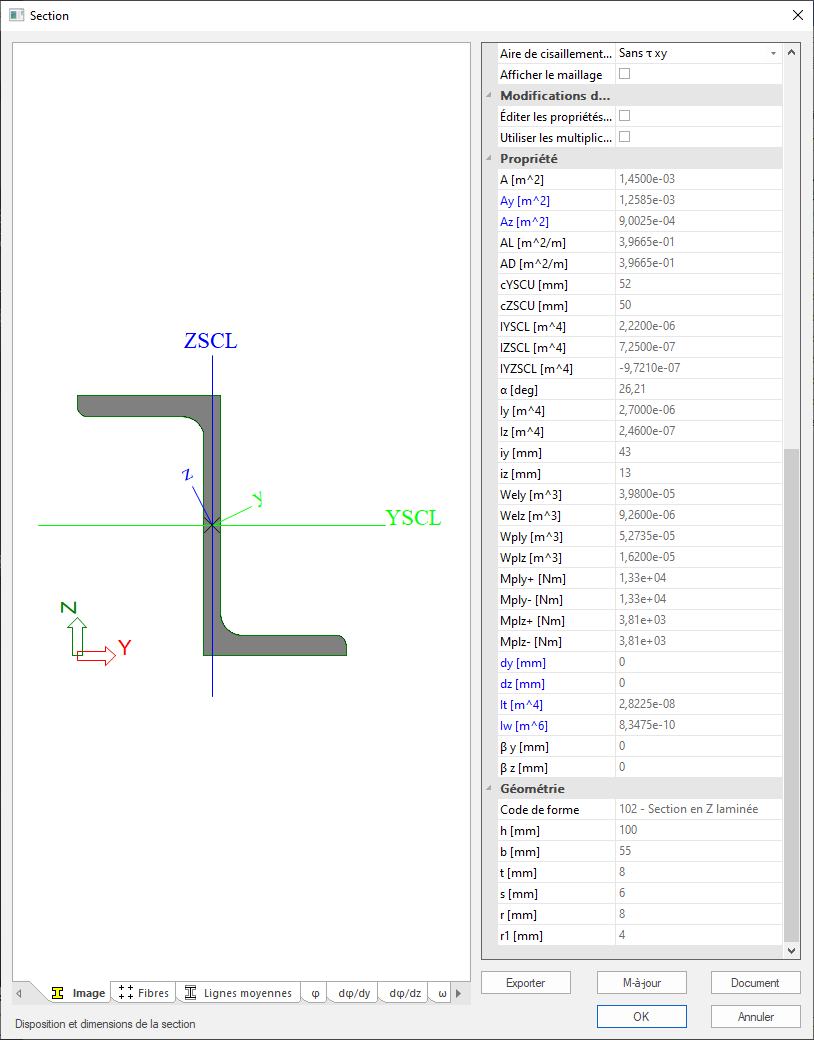 Section
Aire de cisaillement... Sans τ xy
Afficher le maillage
Modifications d...
Éditer les propriétés...
Utiliser les multiplic...
Propriété
A [m^2] 1,4500e-03
Ay [m^2] 1,2585e-03
Az [m^2] 9,0025e-04
AL [m^2/m] 3,9665e-01
AD [m^2/m] 3,9665e-01
cYSCU [mm] 52
cZSCU [mm] 50
IYSCL [m^4] 2,2200e-06
IZSCL [m^4] 7,2500e-07
IYZSCL [m^4] -9,7210e-07
α [deg] 26,21
Iy [m^4] 2,7000e-06
Iz [m^4] 2,4600e-07
iy [mm] 43
iz [mm] 13
Wely [m^3] 3,9800e-05
Welz [m^3] 9,2600e-06
Wply [m^3] 5,2735e-05
Wplz [m^3] 1,6200e-05
Mply+ [Nm] 1,33e+04
Mply- [Nm] 1,33e+04
Mplz+ [Nm] 3,81e+03
Mplz- [Nm] 3,81e+03
dy [mm] 0
dz [mm] 0
It [m^4] 2,8225e-08
Iw [m^6] 8,3475e-10
β y [mm] 0
β z [mm] 0
Géométrie
Code de forme 102 - Section en Z laminée
h [mm] 100
b [mm] 55
t [mm] 8
s [mm] 6
r [mm] 8
r1 [mm] 4
ZSCL
z
y
YSCL
Z
Y
Image Fibres Lignes moyennes φ dφ/dy dφ/dz ω
Exporter M-à-jour Document
Disposition et dimensions de la section
OK Annuler